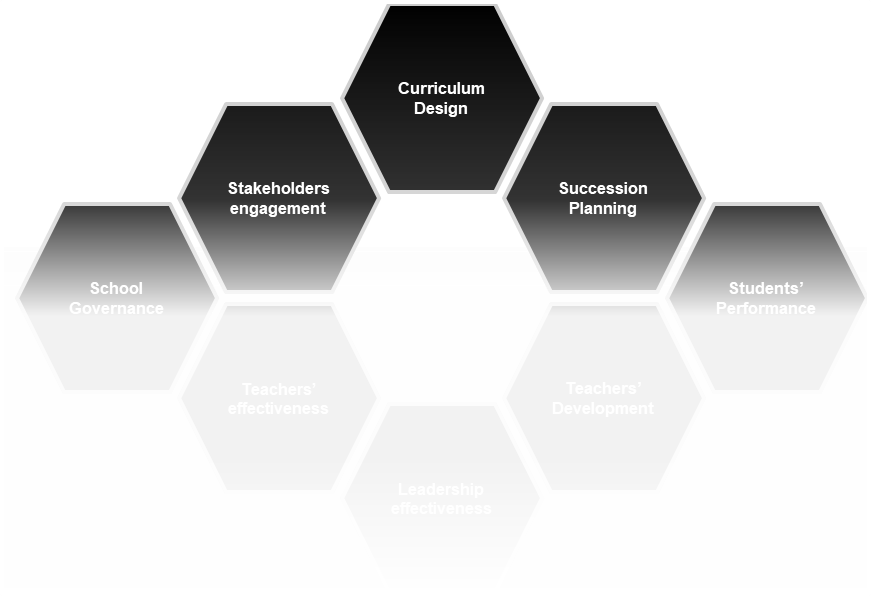 Curriculum
Design
Stakeholders
engagement
Succession
Planning
School
Governance
Students’
Performance
Teachers’
effectiveness
Teachers’
Development
Leadership
effectiveness